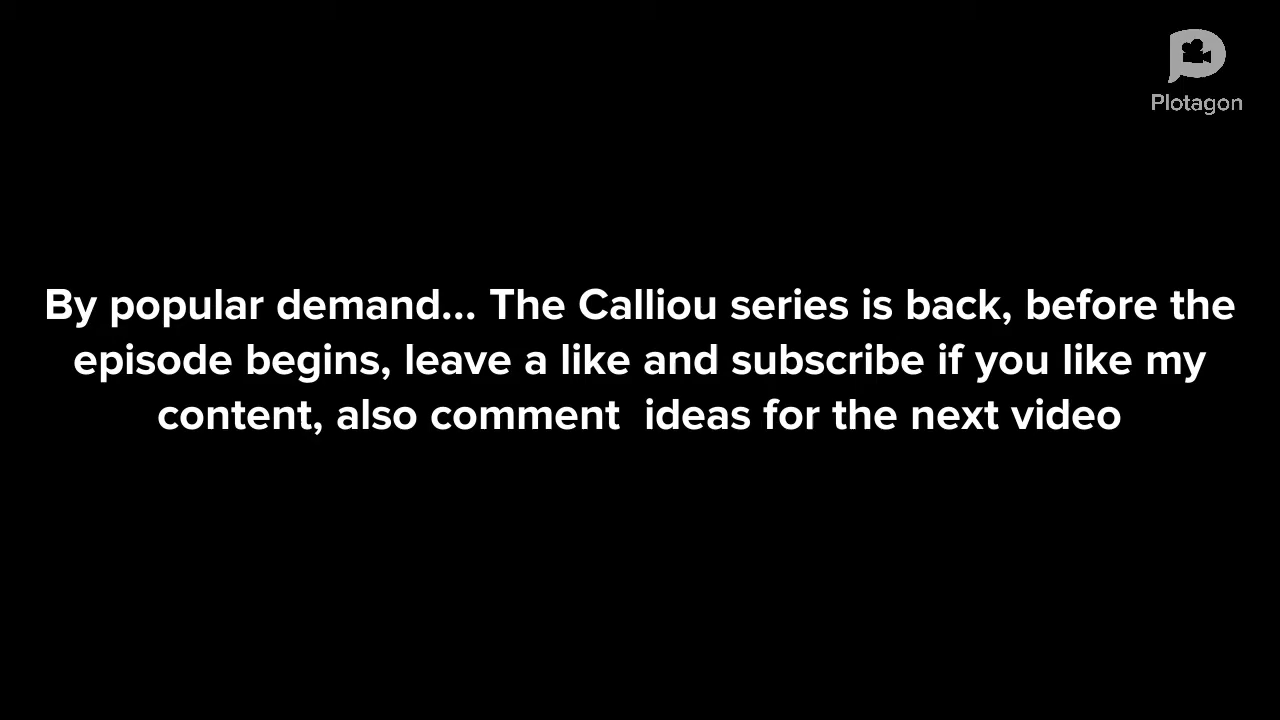 Plotagon
By popular demand... The Calliou series is back, before the
episode begins, leave a like and subscribe if you like my
content, also comment  ideas for the next video